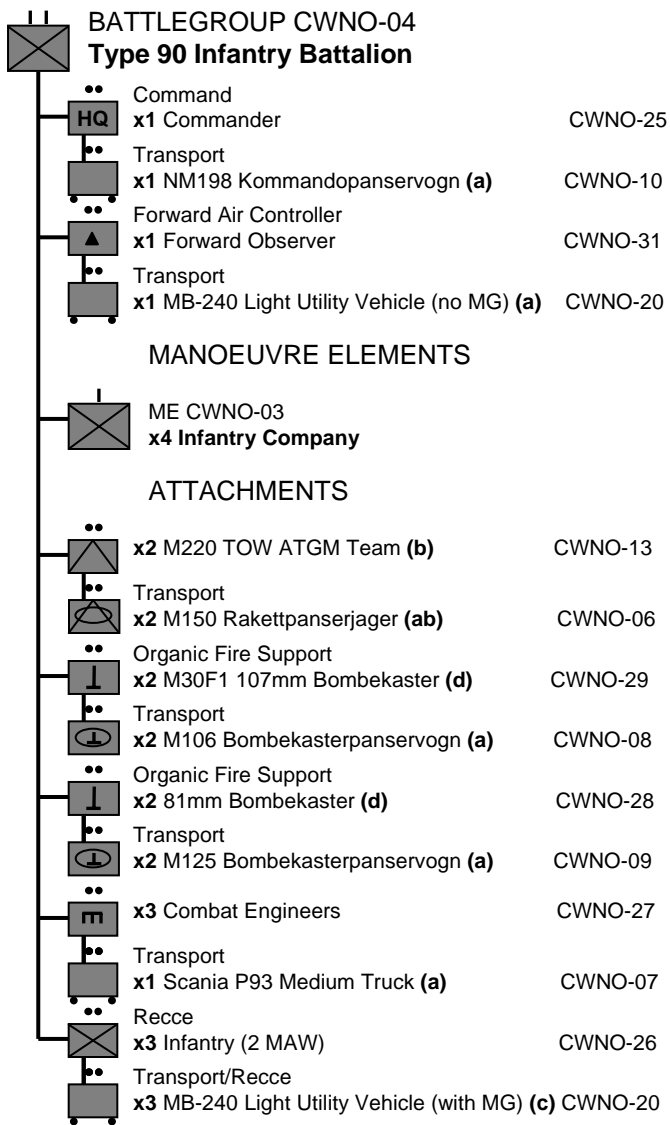 BATTLEGROUP CWNO-04
Type 90 Infantry Battalion
Command
HQ x1 Commander CWNO-25
Transport
x1 NM198 Kommandopanservogn (a) CWNO-10
Forward Air Controller
x1 Forward Observer CWNO-31
Transport
x1 MB-240 Light Utility Vehicle (no MG) (a) CWNO-20
MANOEUVRE ELEMENTS
ME CWNO-03
x4 Infantry Company
ATTACHMENTS
x2 M220 TOW ATGM Team (b) CWNO-13
Transport
x2 M150 Rakettpanserjager (ab) CWNO-06
Organic Fire Support
x2 M30F1 107mm Bombekaster (d) CWNO-29
Transport
x2 M106 Bombekasterpanservogn (a) CWNO-08
Organic Fire Support
x2 81mm Bombekaster (d) CWNO-28
Transport
x2 M125 Bombekasterpanservogn (a) CWNO-09
x3 Combat Engineers CWNO-27
Transport
x1 Scania P93 Medium Truck (a) CWNO-07
Recce
x3 Infantry (2 MAW) CWNO-26
Transport/Recce
x3 MB-240 Light Utility Vehicle (with MG) (c) CWNO-20